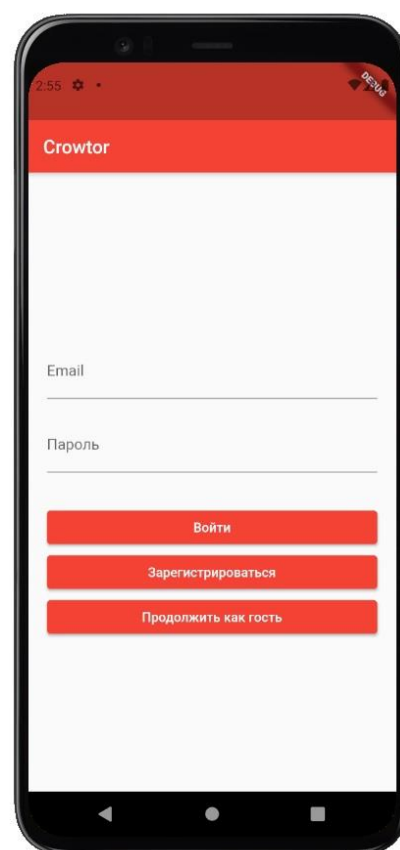 2:55
DEBUG
Crowtor
Email
Пароль
Войти
Зарегистрироваться
Продолжить как гость